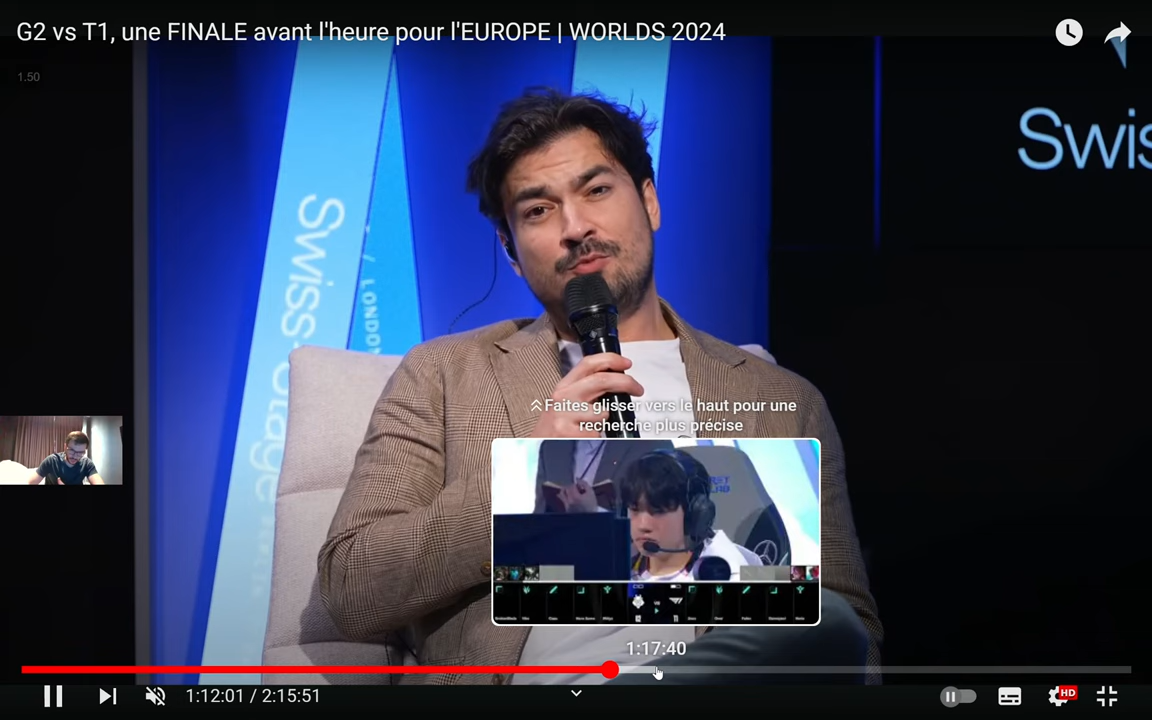 G2 vs T1, une FINALE avant l'heure pour l'EUROPE | WORLDS 2024
1.50
Swis
Swiss Stage
/ LONDON
Faites glisser vers le haut pour une
recherche plus précise
1:17:40
1:12:01 / 2:15:51
HD